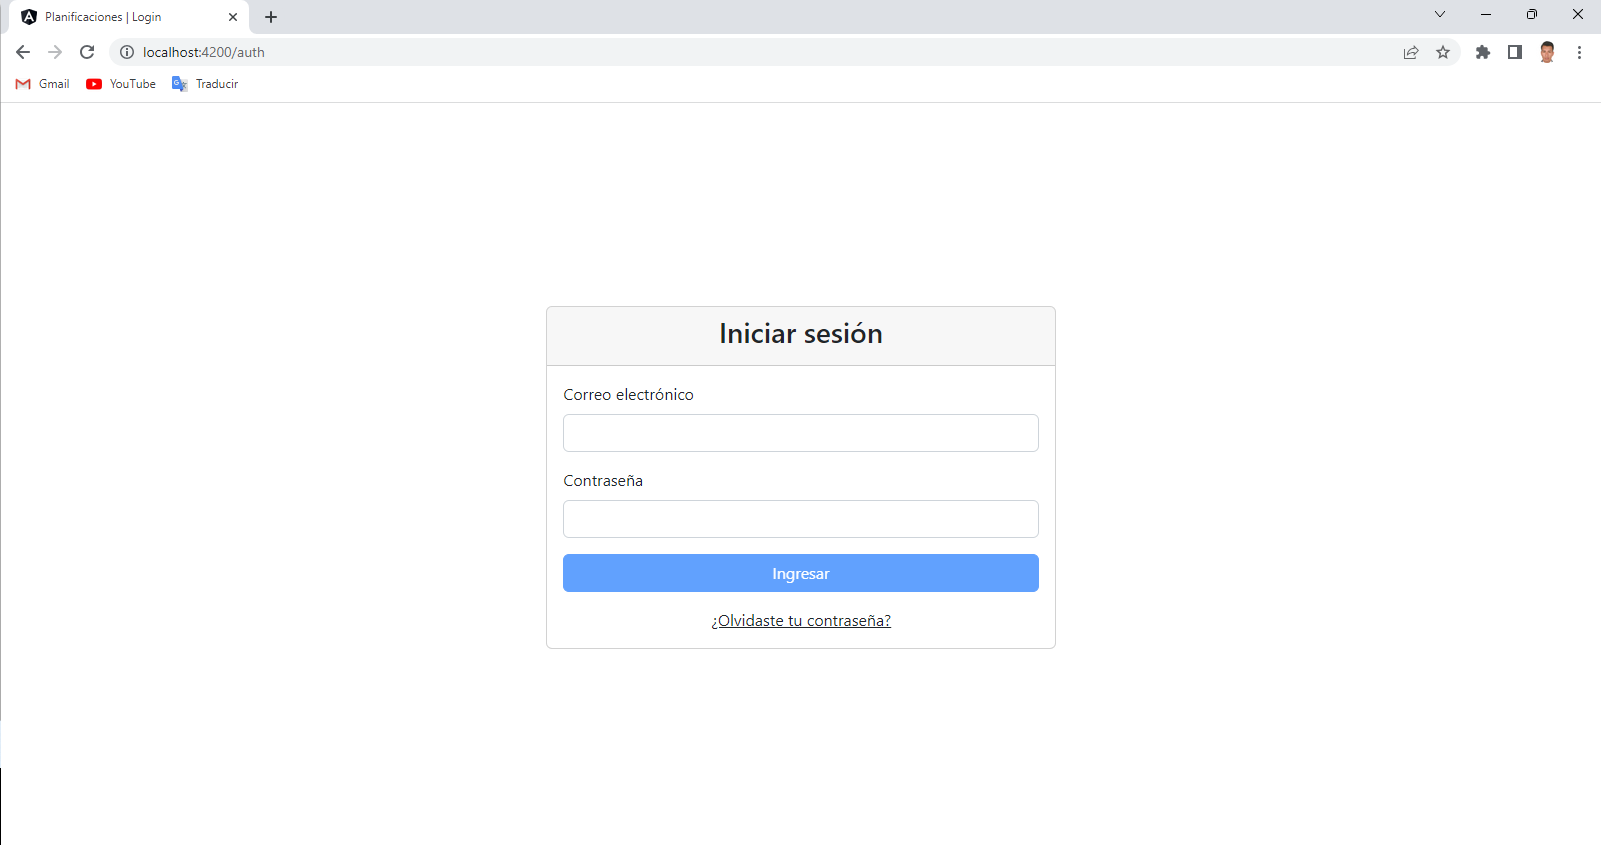 Planificaciones | Login
localhost:4200/auth
Gmail
YouTube
Traducir
Iniciar sesión
Correo electrónico
Contraseña
Ingresar
¿Olvidaste tu contraseña?